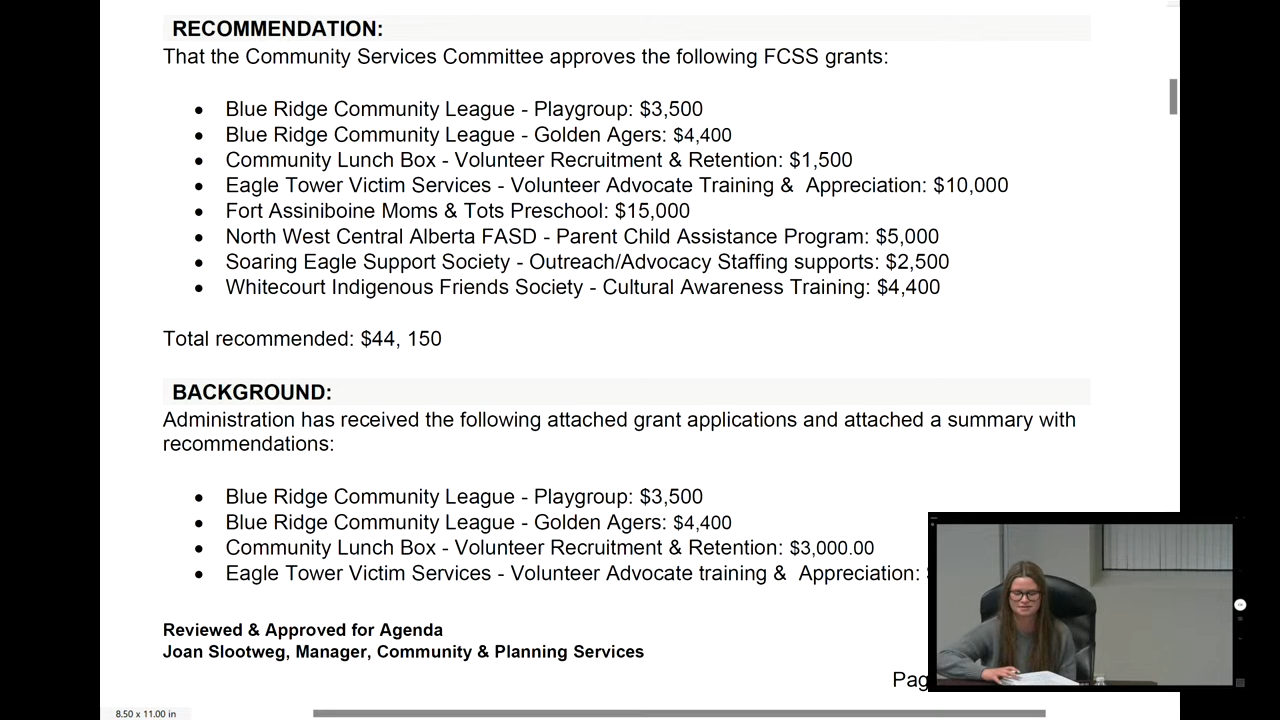 RECOMMENDATION:
That the Community Services Committee approves the following FCSS grants:
• Blue Ridge Community League - Playgroup: $3,500
• Blue Ridge Community League - Golden Agers: $4,400
• Community Lunch Box - Volunteer Recruitment & Retention: $1,500
• Eagle Tower Victim Services - Volunteer Advocate Training & Appreciation: $10,000
• Fort Assiniboine Moms & Tots Preschool: $15,000
• North West Central Alberta FASD - Parent Child Assistance Program: $5,000
• Soaring Eagle Support Society - Outreach/Advocacy Staffing supports: $2,500
• Whitecourt Indigenous Friends Society - Cultural Awareness Training: $4,400
Total recommended: $44, 150
BACKGROUND:
Administration has received the following attached grant applications and attached a summary with
recommendations:
• Blue Ridge Community League - Playgroup: $3,500
• Blue Ridge Community League - Golden Agers: $4,400
• Community Lunch Box - Volunteer Recruitment & Retention: $3,000.00
• Eagle Tower Victim Services - Volunteer Advocate training & Appreciation:
Reviewed & Approved for Agenda
Joan Slootweg, Manager, Community & Planning Services
8.50 x 11.00 in